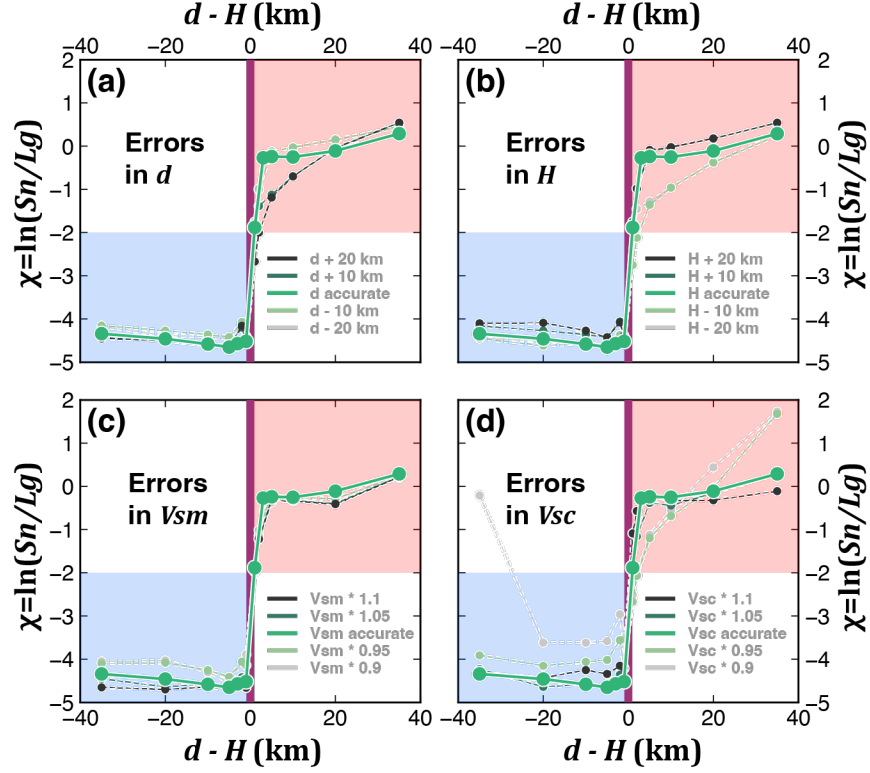 d - H (km)
d - H (km)
−40 −20 0 20 40
−40 −20 0 20 40
2
1
0
−1
−2
−3
−4
−5
χ=ln(Sn/Lg)
(a)
Errors
in d
d + 20 km
d + 10 km
d accurate
d - 10 km
d - 20 km
(b)
Errors
in H
H + 20 km
H + 10 km
H accurate
H - 10 km
H - 20 km
2
1
0
−1
−2
−3
−4
−5
χ=ln(Sn/Lg)
2
1
0
−1
−2
−3
−4
−5
χ=ln(Sn/Lg)
(c)
Errors
in Vsm
Vsm * 1.1
Vsm * 1.05
Vsm accurate
Vsm * 0.95
Vsm * 0.9
(d)
Errors
in Vsc
Vsc * 1.1
Vsc * 1.05
Vsc accurate
Vsc * 0.95
Vsc * 0.9
2
1
0
−1
−2
−3
−4
−5
χ=ln(Sn/Lg)
−40 −20 0 20 40
−40 −20 0 20 40
d - H (km)
d - H (km)